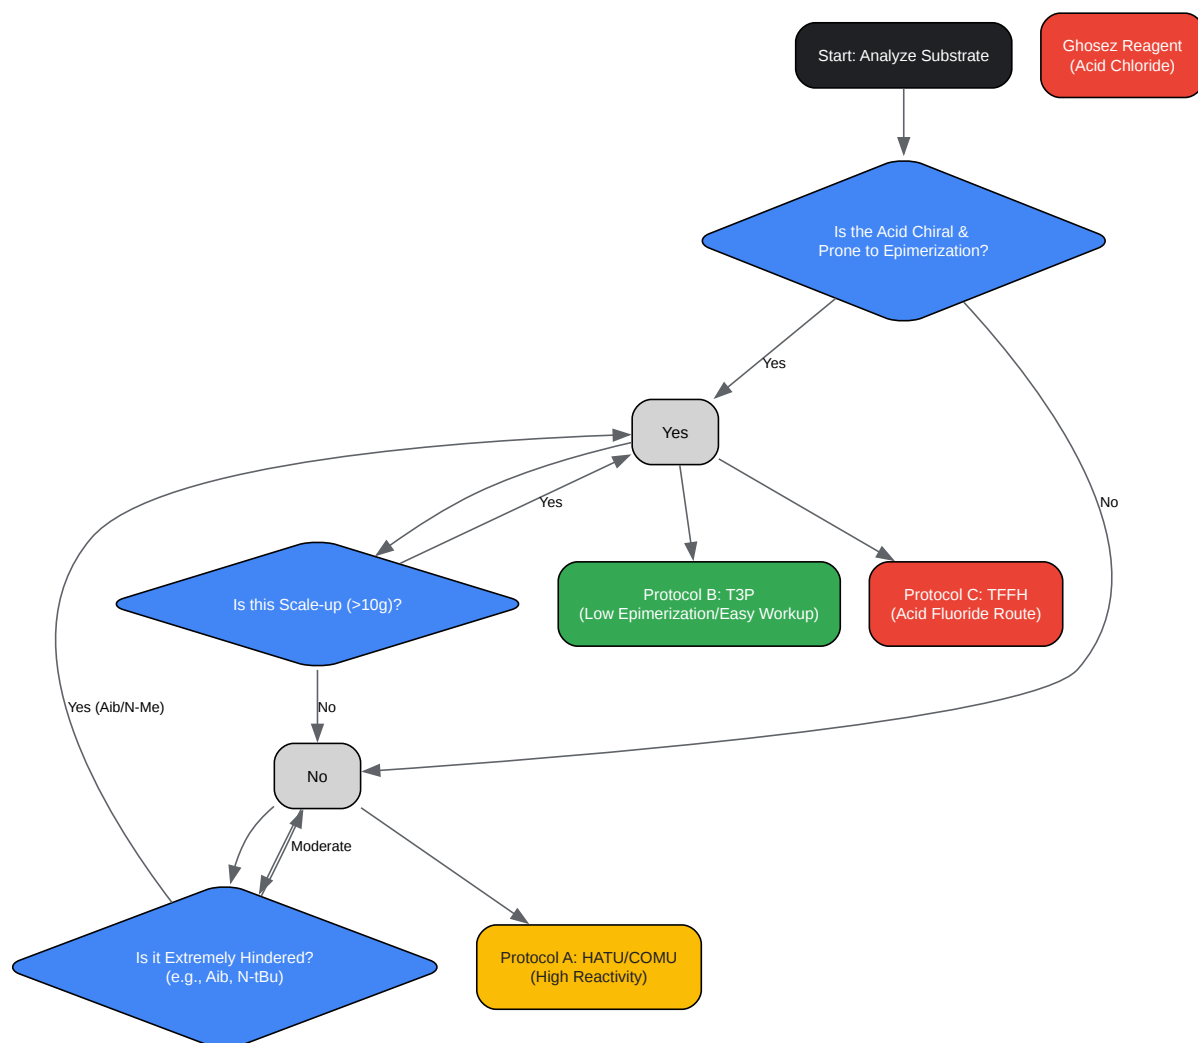 Start: Analyze Substrate
Ghosez Reagent
(Acid Chloride)
Is the Acid Chiral &
Prone to Epimerization?
Yes
No
Yes
Yes
Is this Scale-up (>10g)?
Protocol B: T3P
(Low Epimerization/Easy Workup)
Protocol C: TFFH
(Acid Fluoride Route)
Yes (Aib/N-Me)
No
No
Moderate
Is it Extremely Hindered?
(e.g., Aib, N-tBu)
Protocol A: HATU/COMU
(High Reactivity)